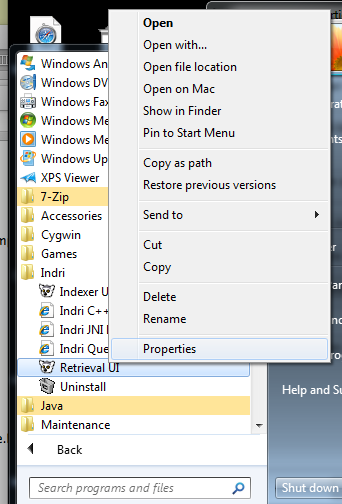 Open
Open with...
Open file location
Open on Mac
Show in Finder
Pin to Start Menu
Copy as path
Restore previous versions
Send to
Cut
Copy
Delete
Rename
Properties
Windows
Windows DV
Windows Fax
Windows Me
Windows Me
Windows Up
XPS Viewer
7-Zip
Accessories
Cygwin
Games
Indri
Indexer U
Indri C++
Indri JNI
Indri Que
Retrieval UI
Uninstall
Java
Maintenance
Back
Search programs and files
Help and Su
Shut down